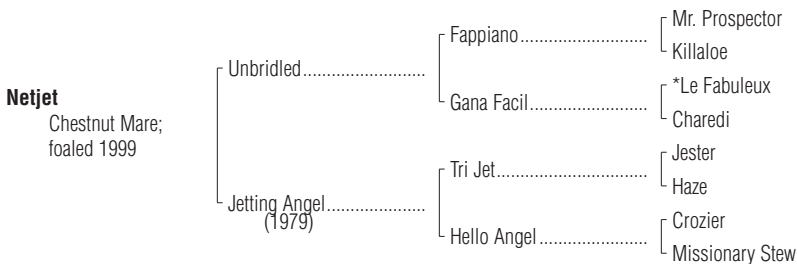 Netjet
Chestnut Mare;
foaled 1999
Unbridled..........................
Jetting Angel.....................
(1979)
Fappiano...........................
Gana Facil.........................
Tri Jet................................
Hello Angel.......................
Mr. Prospector
Killaloe
*Le Fabuleux
Charedi
Jester
Haze
Crozier
Missionary Stew